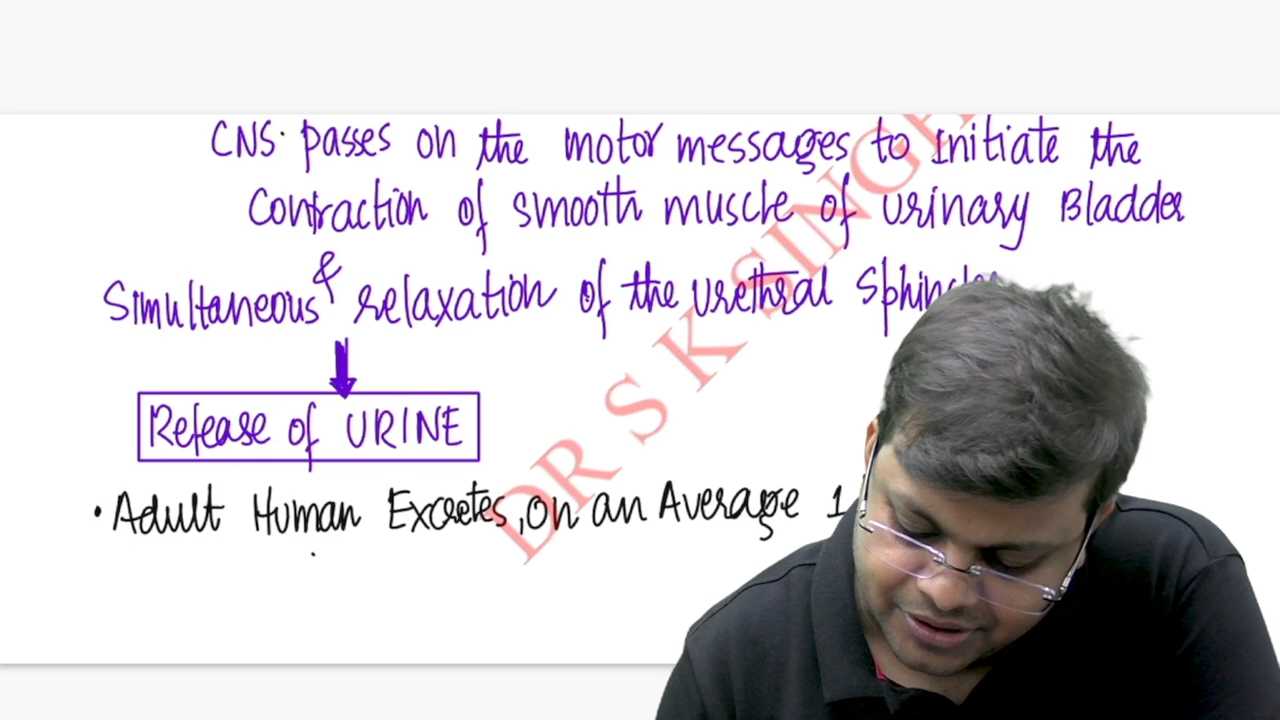 CNS. passes on the motor messages to initiate the
Contraction of smooth muscle of urinary Bladder
&
Simultaneous relaxation of the urethral
Release of URINE
• Adult Human Excretes, on an Average 1
DR S K SINGH